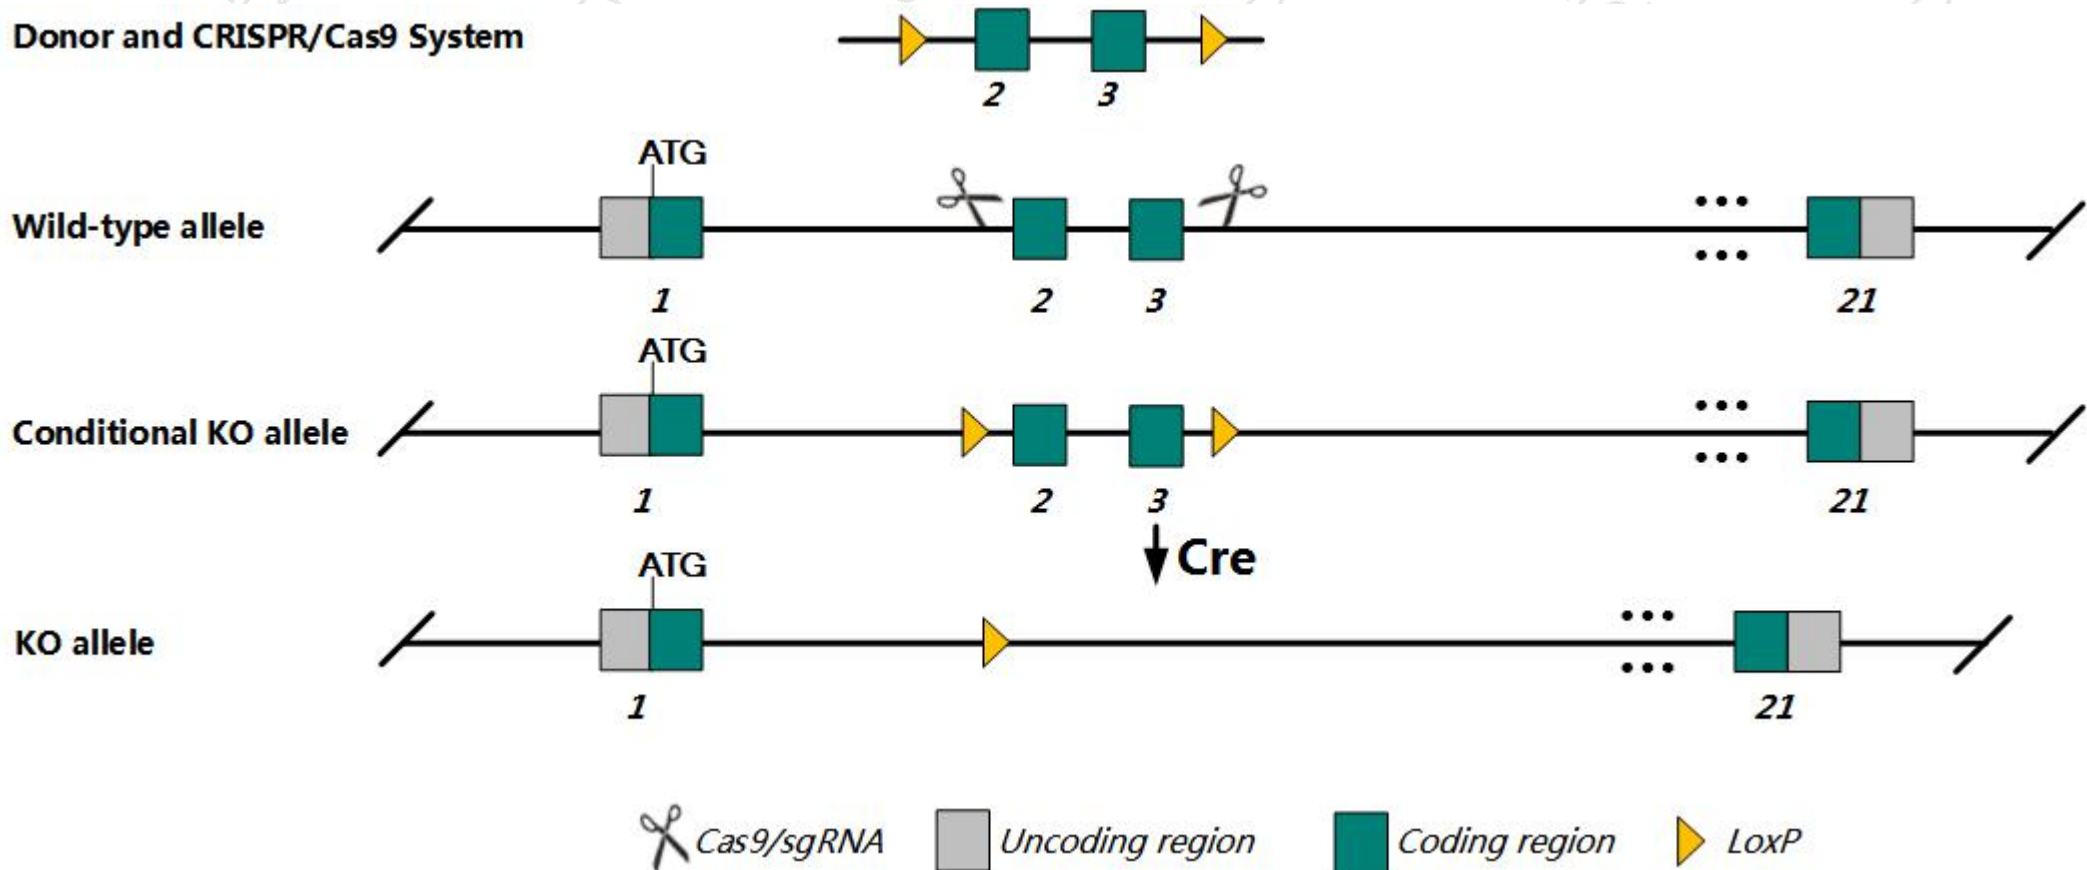 Donor and CRISPR/Cas9 System
2 3
ATG
Wild-type allele
1 2 3 21
ATG
Conditional KO allele
1 2 3 21
Cre
ATG
KO allele
1 21
Cas9/sgRNA Uncoding region Coding region LoxP